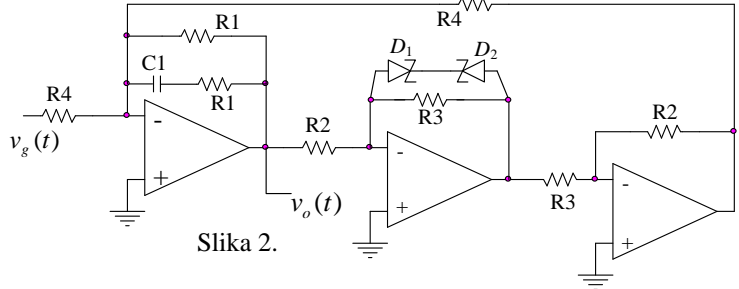 R4
R1
D₁ D₂
C1
R1
R4
R3
R2
R2
- - -
v_g(t)
+ + +
R3
v_o(t)
Slika 2.